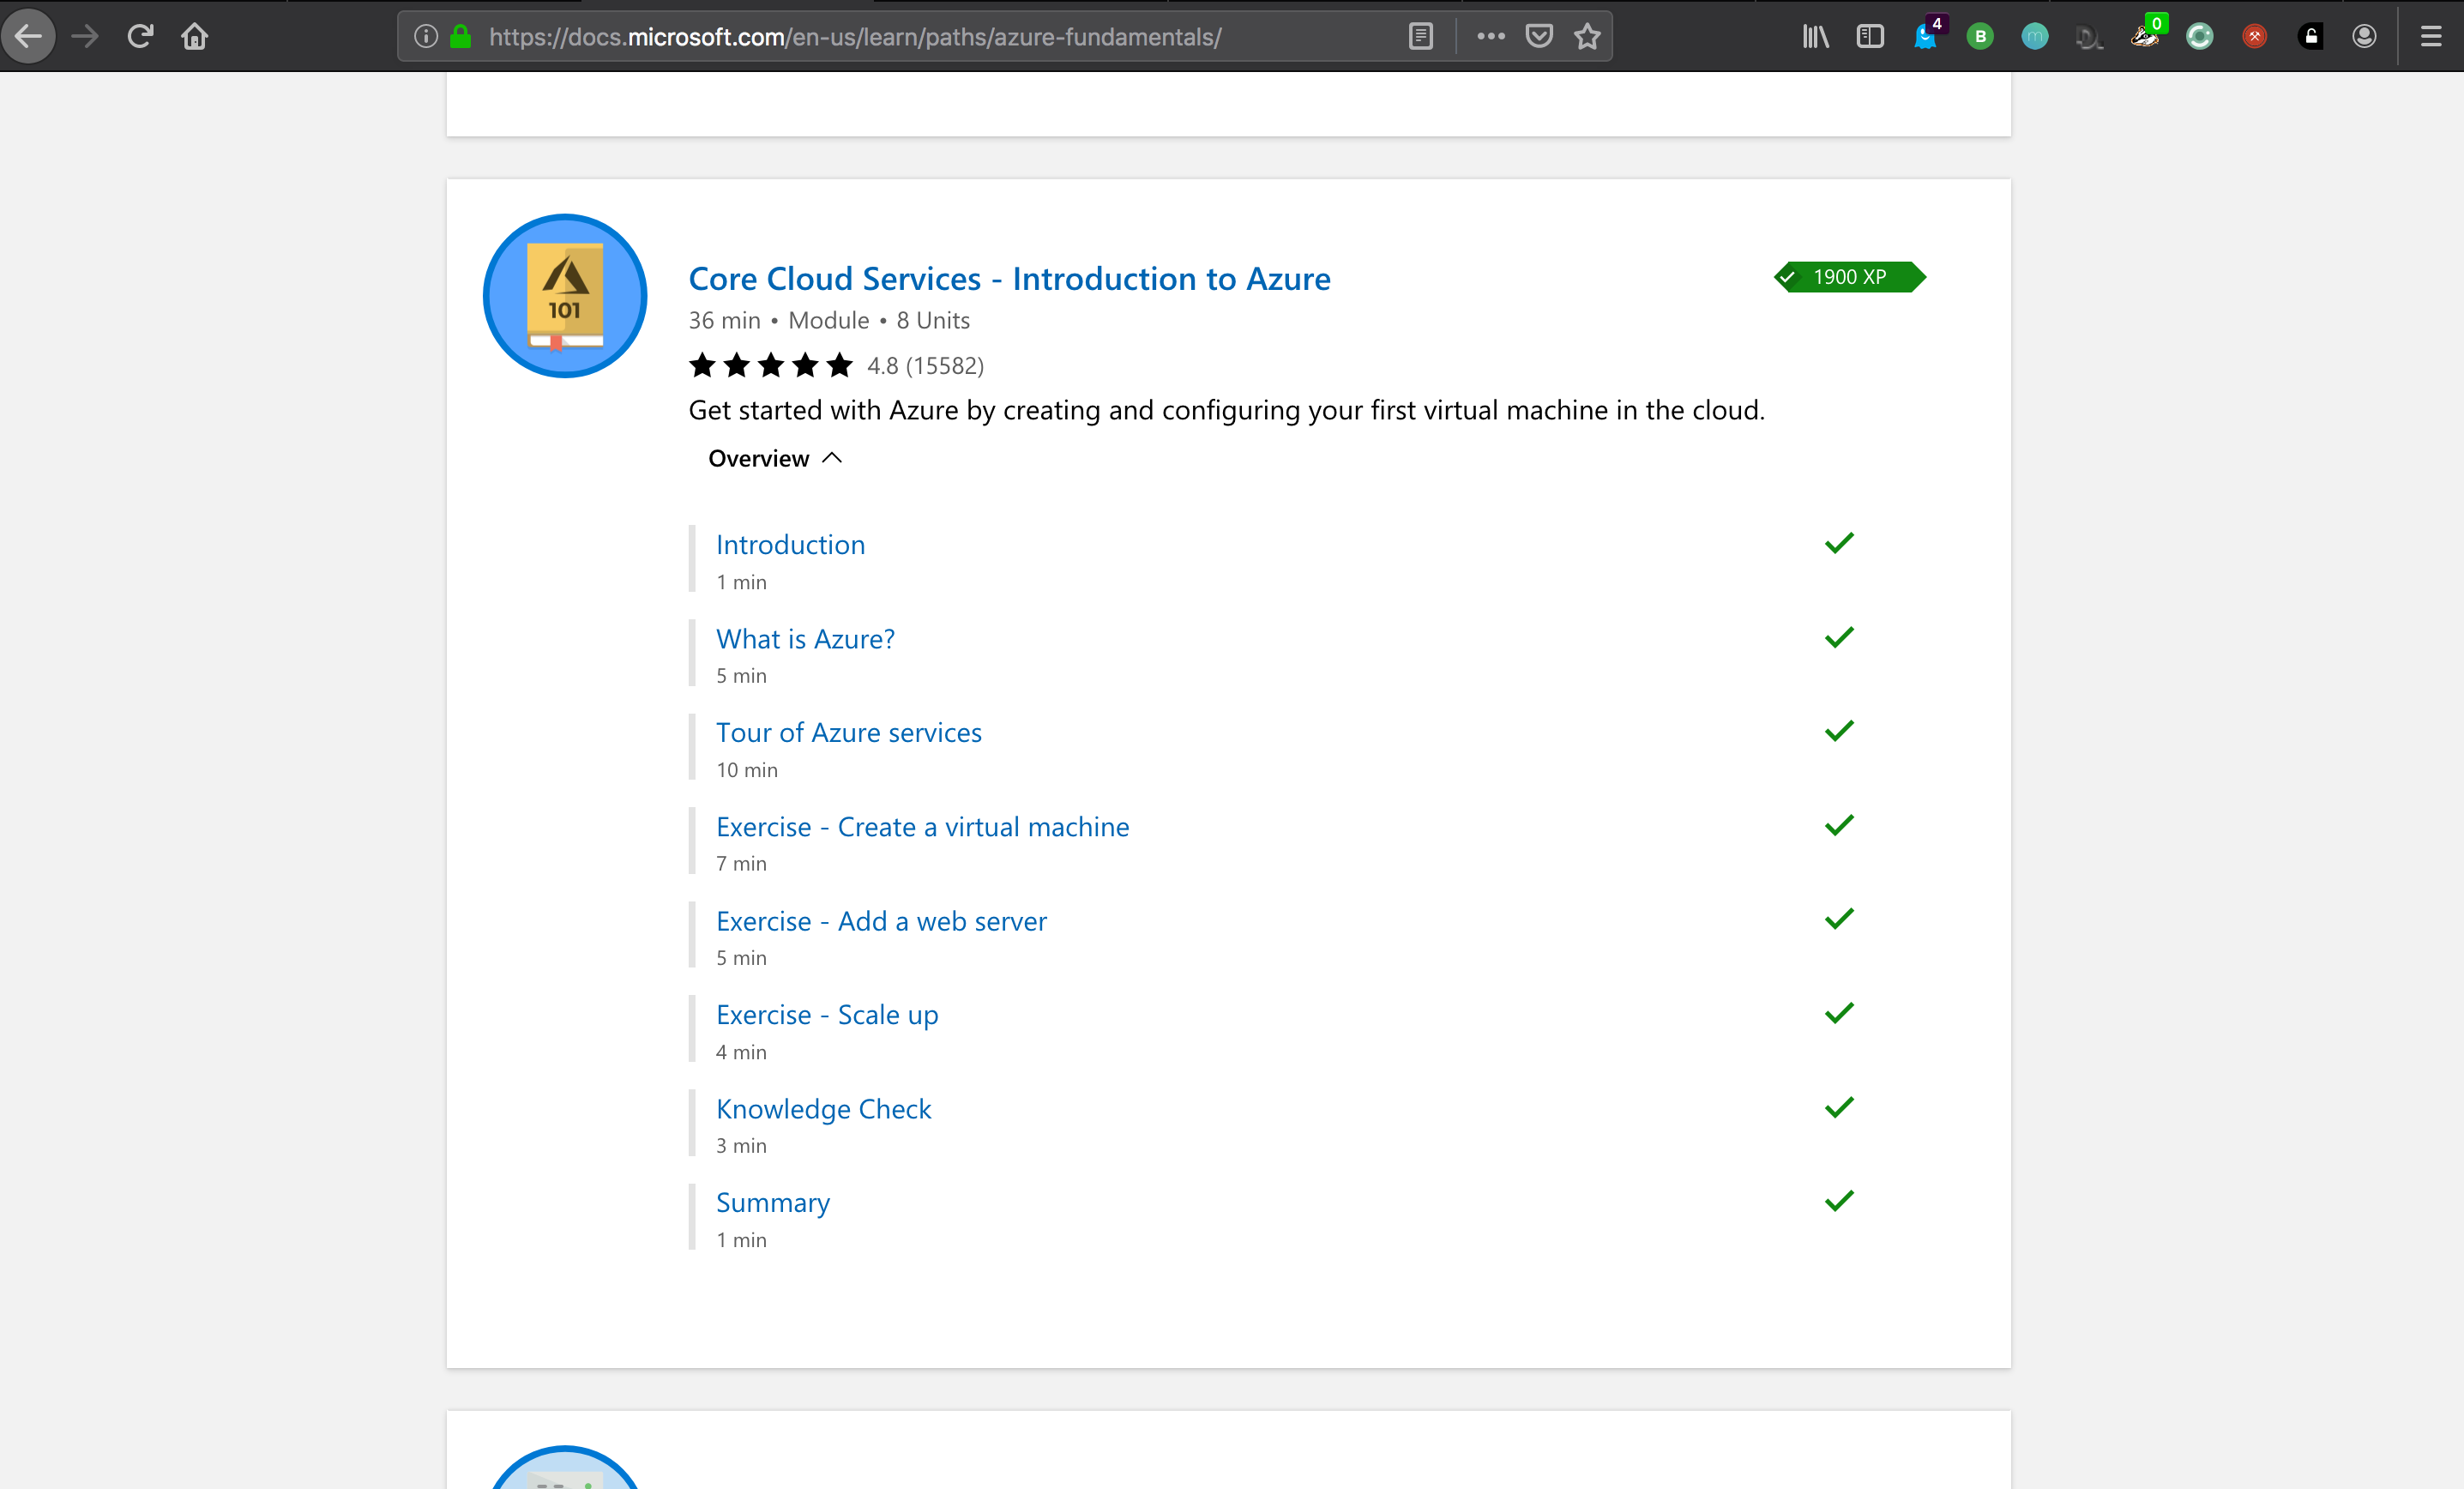 https://docs.microsoft.com/en-us/learn/paths/azure-fundamentals/
4
B
m
D.
0
101
Core Cloud Services - Introduction to Azure
1900 XP
36 min • Module • 8 Units
4.8 (15582)
Get started with Azure by creating and configuring your first virtual machine in the cloud.
Overview
Introduction
1 min
What is Azure?
5 min
Tour of Azure services
10 min
Exercise - Create a virtual machine
7 min
Exercise - Add a web server
5 min
Exercise - Scale up
4 min
Knowledge Check
3 min
Summary
1 min